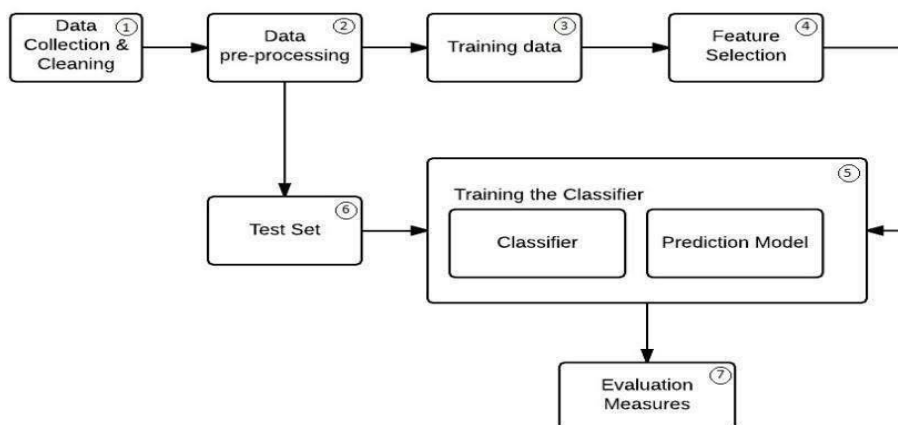 Data
Collection &
Cleaning
1
Data
pre-processing
2
Training data
3
Feature
Selection
4
Training the Classifier
5
Classifier
Prediction Model
Test Set
6
Evaluation
Measures
7